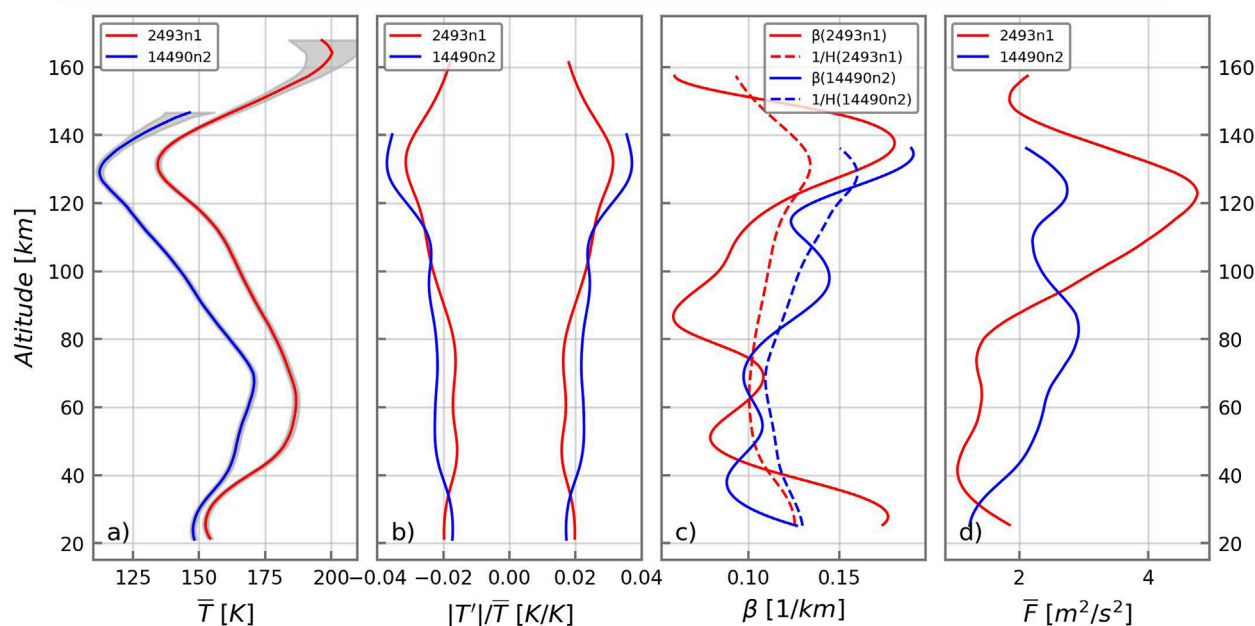 2493n1
14490n2
2493n1
14490n2
β(2493n1)
1/H(2493n1)
β(14490n2)
1/H(14490n2)
2493n1
14490n2
Altitude [km]
160
140
120
100
80
60
40
20
160
140
120
100
80
60
40
20
a)
b)
c)
d)
125 150 175 200
−0.04 −0.02 0.00 0.02 0.04
0.10 0.15
2 4
T̅ [K]
|T′|/T̅ [K/K]
β [1/km]
F̅ [m²/s²]